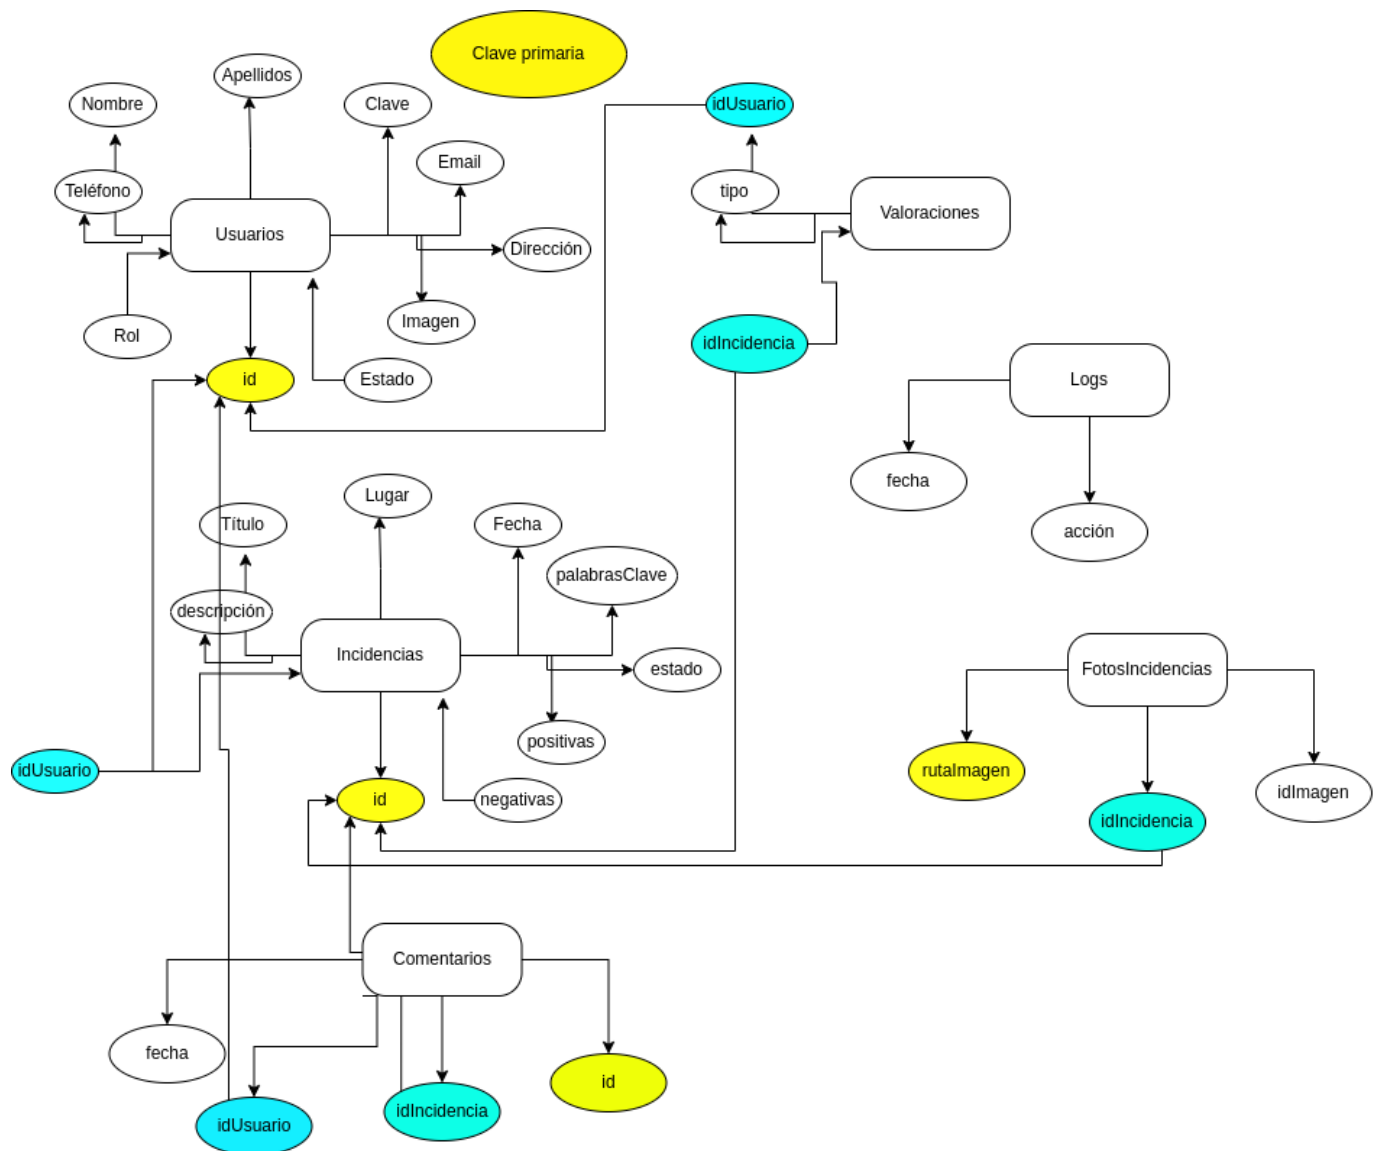 Clave primaria
Apellidos
Nombre
Clave
idUsuario
Email
Teléfono
tipo
Valoraciones
Usuarios
Dirección
Imagen
Rol
idIncidencia
id
Estado
Logs
fecha
Lugar
Título
Fecha
acción
palabrasClave
descripción
Incidencias
estado
FotosIncidencias
positivas
idUsuario
rutaImagen
id
negativas
idImagen
idIncidencia
Comentarios
fecha
id
idIncidencia
idUsuario